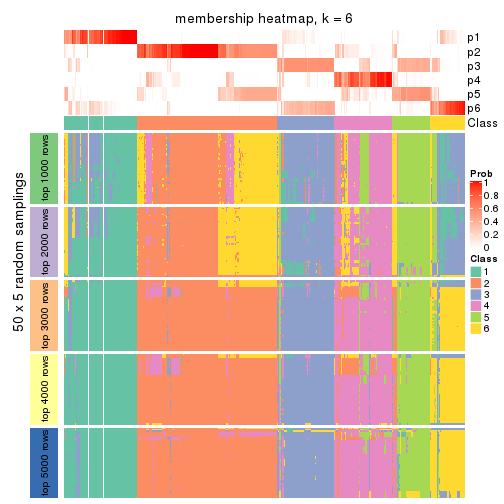 membership heatmap, k = 6
p1
p2
p3
p4
p5
p6
Class
50 x 5 random samplings
top 1000 rows
top 2000 rows
top 3000 rows
top 4000 rows
top 5000 rows
Prob
1
0.8
0.6
0.4
0.2
0
Class
1
2
3
4
5
6